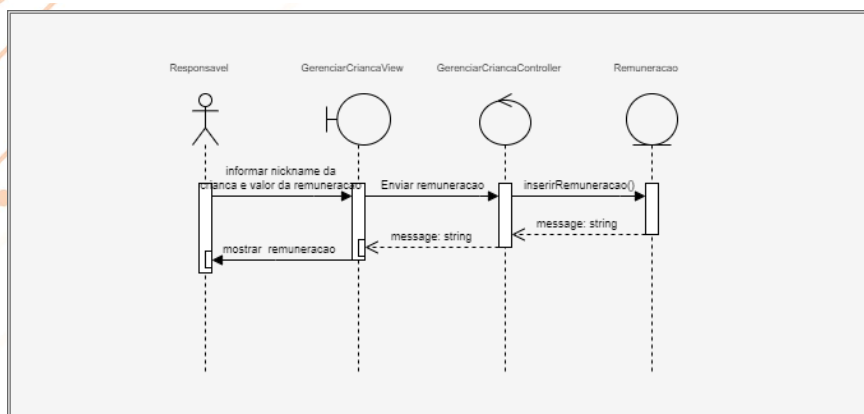 Responsavel
GerenciarCriancaView
GerenciarCriancaController
Remuneracao
informar nickname da
crianca e valor da remuneracao
Enviar remuneracao
inserirRemuneracao()
message: string
message: string
mostrar remuneracao